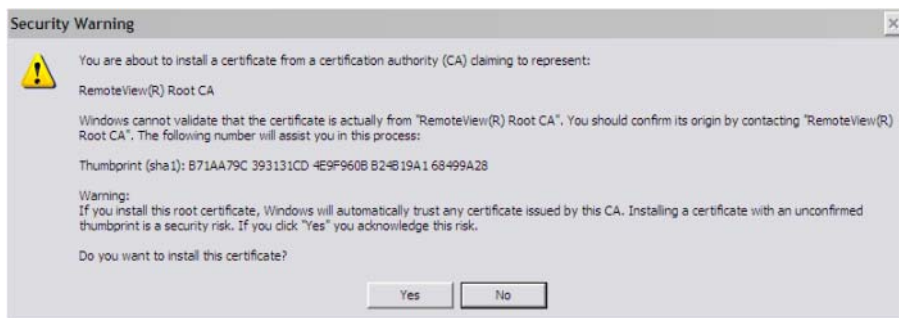 Security Warning
You are about to install a certificate from a certification authority (CA) claiming to represent:
RemoteView(R) Root CA
Windows cannot validate that the certificate is actually from "RemoteView(R) Root CA". You should confirm its origin by contacting "RemoteView(R)
Root CA". The following number will assist you in this process:
Thumbprint (sha1): B71AA79C 393131CD 4E9F960B B24B19A1 68499A28
Warning:
If you install this root certificate, Windows will automatically trust any certificate issued by this CA. Installing a certificate with an unconfirmed
thumbprint is a security risk. If you click "Yes" you acknowledge this risk.
Do you want to install this certificate?
Yes No